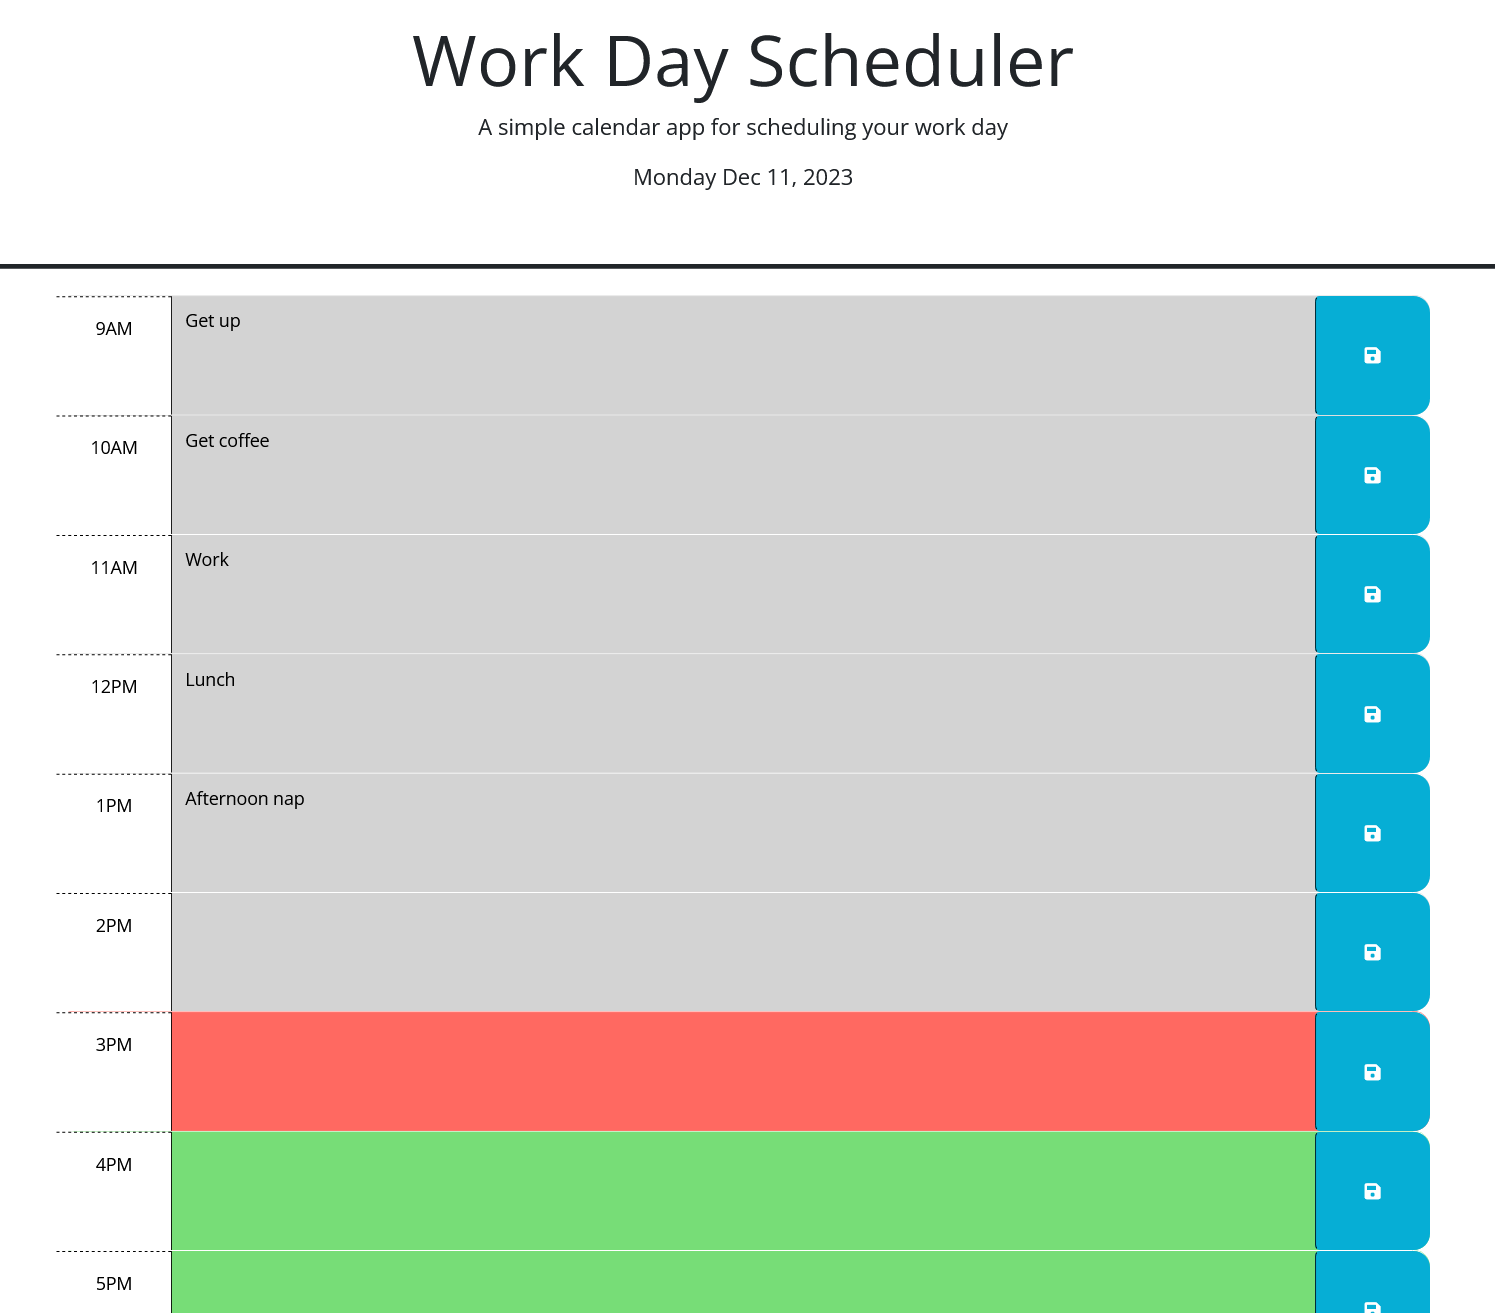 Work Day Scheduler
A simple calendar app for scheduling your work day
Monday Dec 11, 2023
9AM
Get up
10AM
Get coffee
11AM
Work
12PM
Lunch
1PM
Afternoon nap
2PM
3PM
4PM
5PM